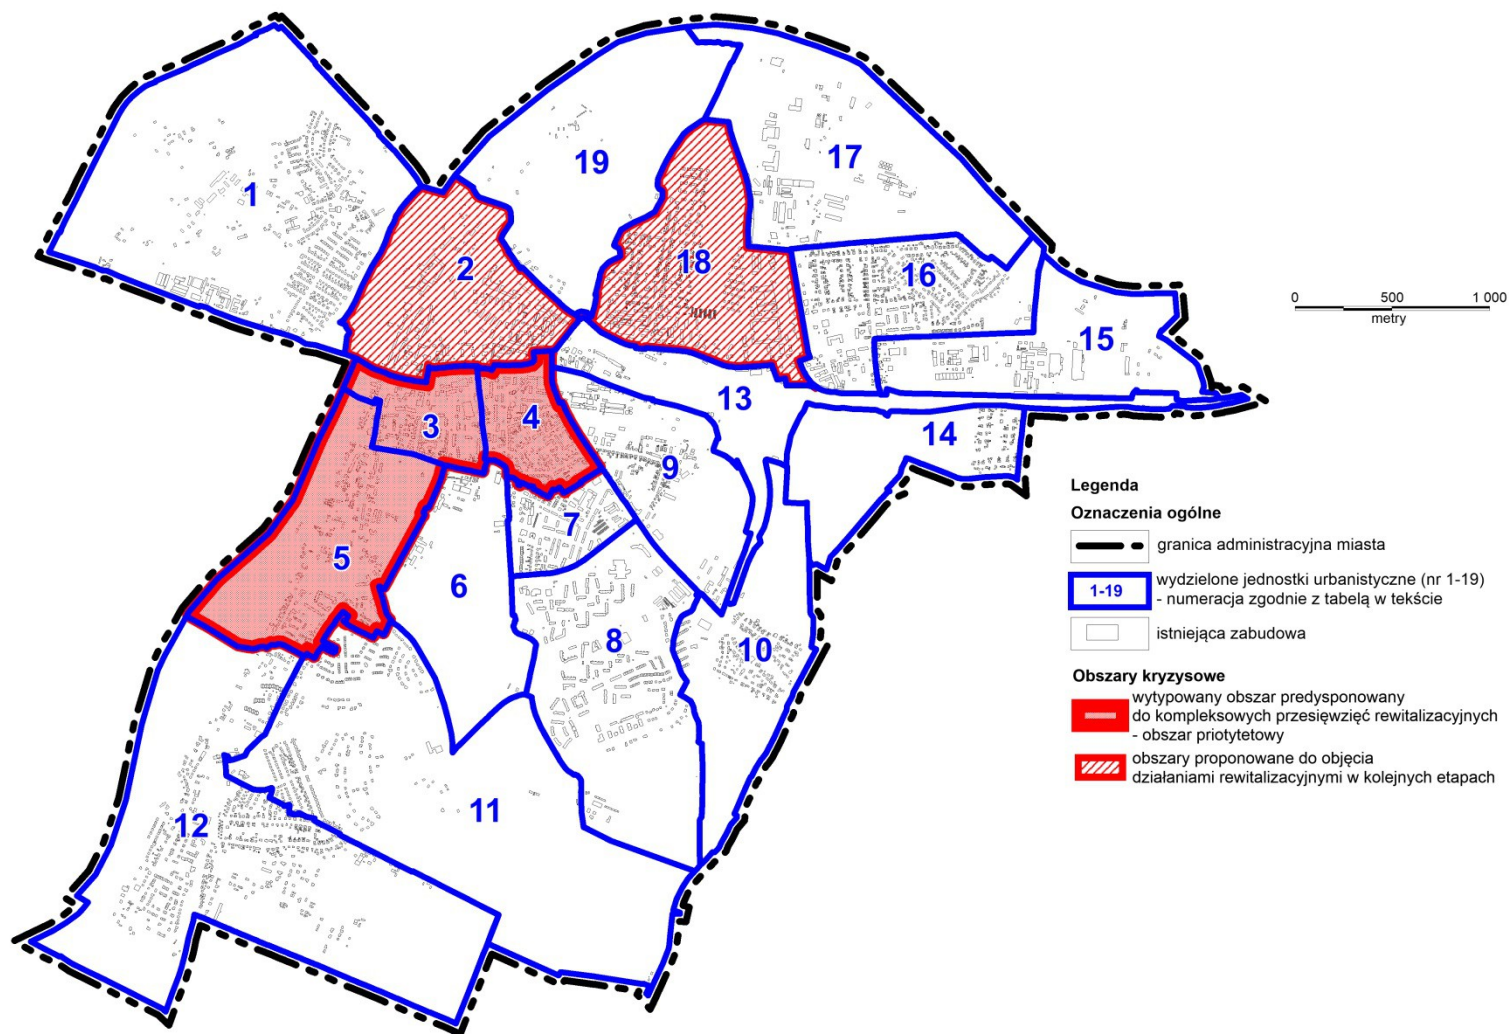 1
2
3
4
5
6
7
8
9
10
11
12
13
14
15
16
17
18
19
0 500 1 000
metry
Legenda
Oznaczenia ogólne
granica administracyjna miasta
1-19
wydzielone jednostki urbanistyczne (nr 1-19)
- numeracja zgodnie z tabelą w tekście
istniejąca zabudowa
Obszary kryzysowe
wytypowany obszar predysponowany
do kompleksowych przesięwzięć rewitalizacyjnych
- obszar priotytetowy
obszary proponowane do objęcia
działaniami rewitalizacyjnymi w kolejnych etapach